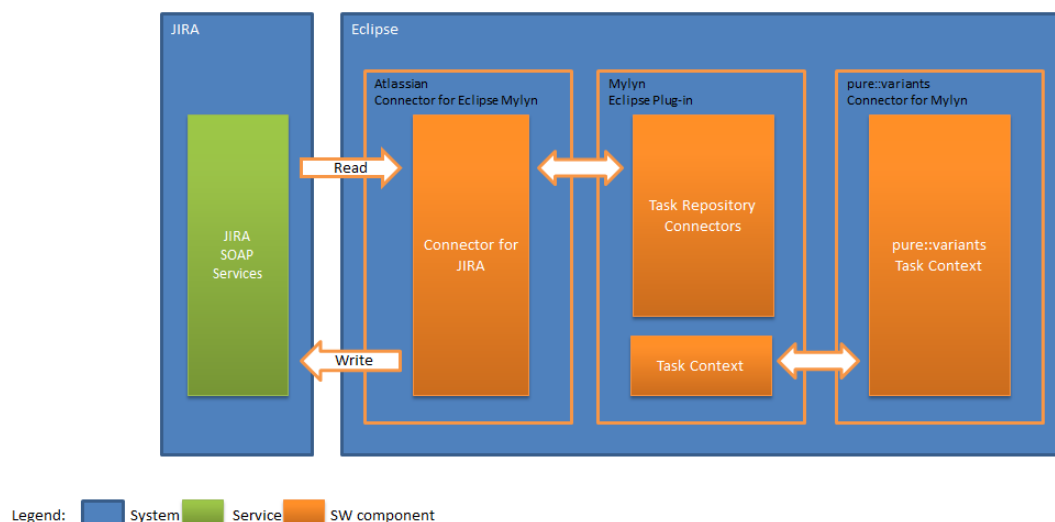 JIRA
Eclipse
Atlassian
Connector for Eclipse Mylyn
Mylyn
Eclipse Plug-in
pure::variants
Connector for Mylyn
Read
JIRA
SOAP
Services
Connector for
JIRA
Task Repository
Connectors
pure::variants
Task Context
Write
Task Context
Legend:
System
Service
SW component